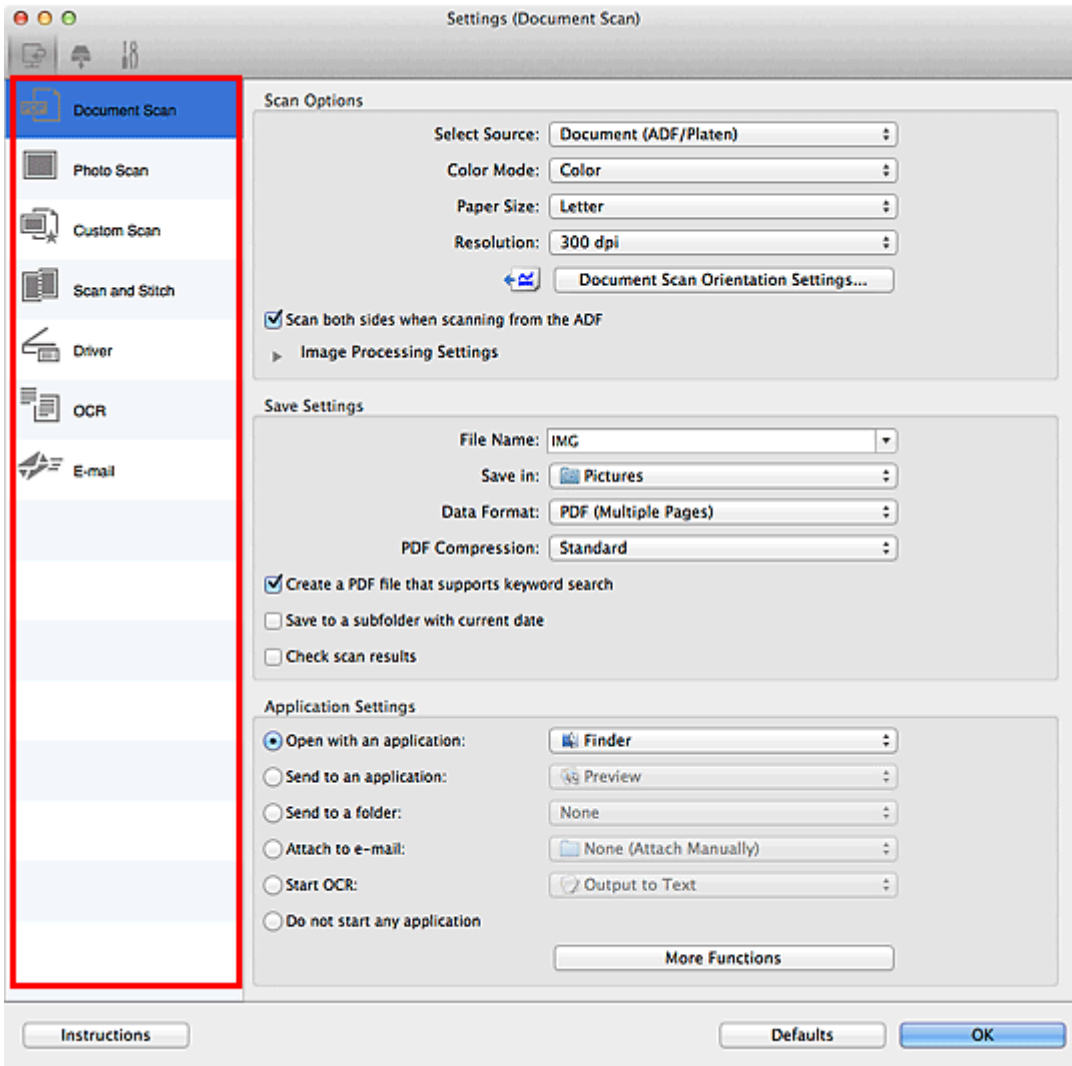 Settings (Document Scan)
PDF
Document Scan
Photo Scan
Custom Scan
Scan and Stitch
Driver
OCR
E-mail
Scan Options
Select Source: Document (ADF/Platen)
Color Mode: Color
Paper Size: Letter
Resolution: 300 dpi
Document Scan Orientation Settings...
Scan both sides when scanning from the ADF
Image Processing Settings
Save Settings
File Name: IMG
Save in: Pictures
Data Format: PDF (Multiple Pages)
PDF Compression: Standard
Create a PDF file that supports keyword search
Save to a subfolder with current date
Check scan results
Application Settings
Open with an application: Finder
Send to an application: Preview
Send to a folder: None
Attach to e-mail: None (Attach Manually)
Start OCR: Output to Text
Do not start any application
More Functions
Instructions Defaults OK